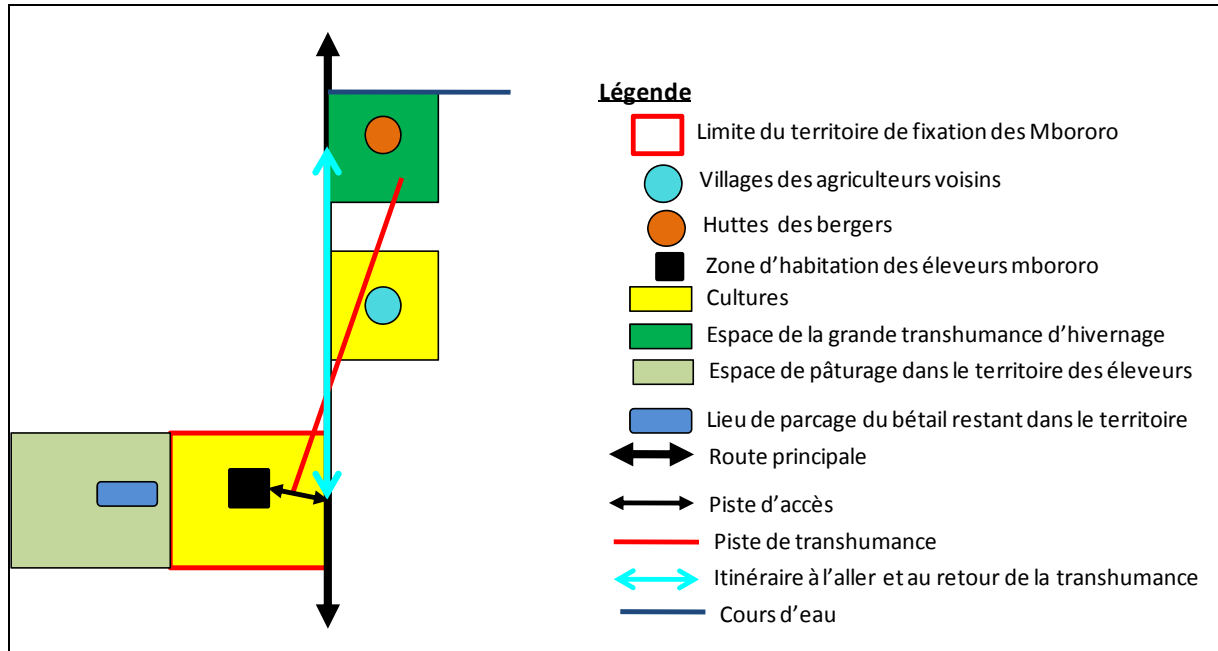 Légende
Limite du territoire de fixation des Mbororo
Villages des agriculteurs voisins
Huttes des bergers
Zone d'habitation des éleveurs mbororo
Cultures
Espace de la grande transhumance d'hivernage
Espace de pâturage dans le territoire des éleveurs
Lieu de parcage du bétail restant dans le territoire
Route principale
Piste d'accès
Piste de transhumance
Itinéraire à l'aller et au retour de la transhumance
Cours d'eau